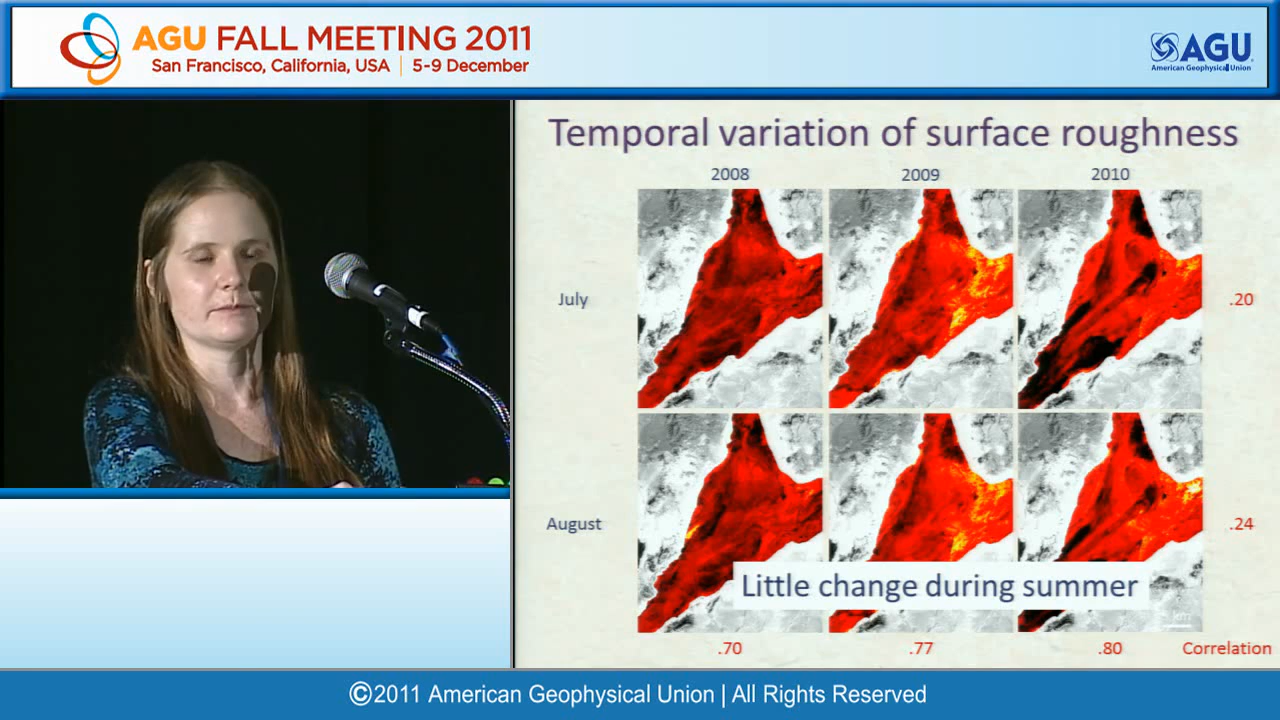 AGU FALL MEETING 2011
San Francisco, California, USA | 5-9 December
AGU
American Geophysical Union
Temporal variation of surface roughness
2008 2009 2010
July .20
August .24
Little change during summer
.70 .77 .80 Correlation
©2011 American Geophysical Union | All Rights Reserved